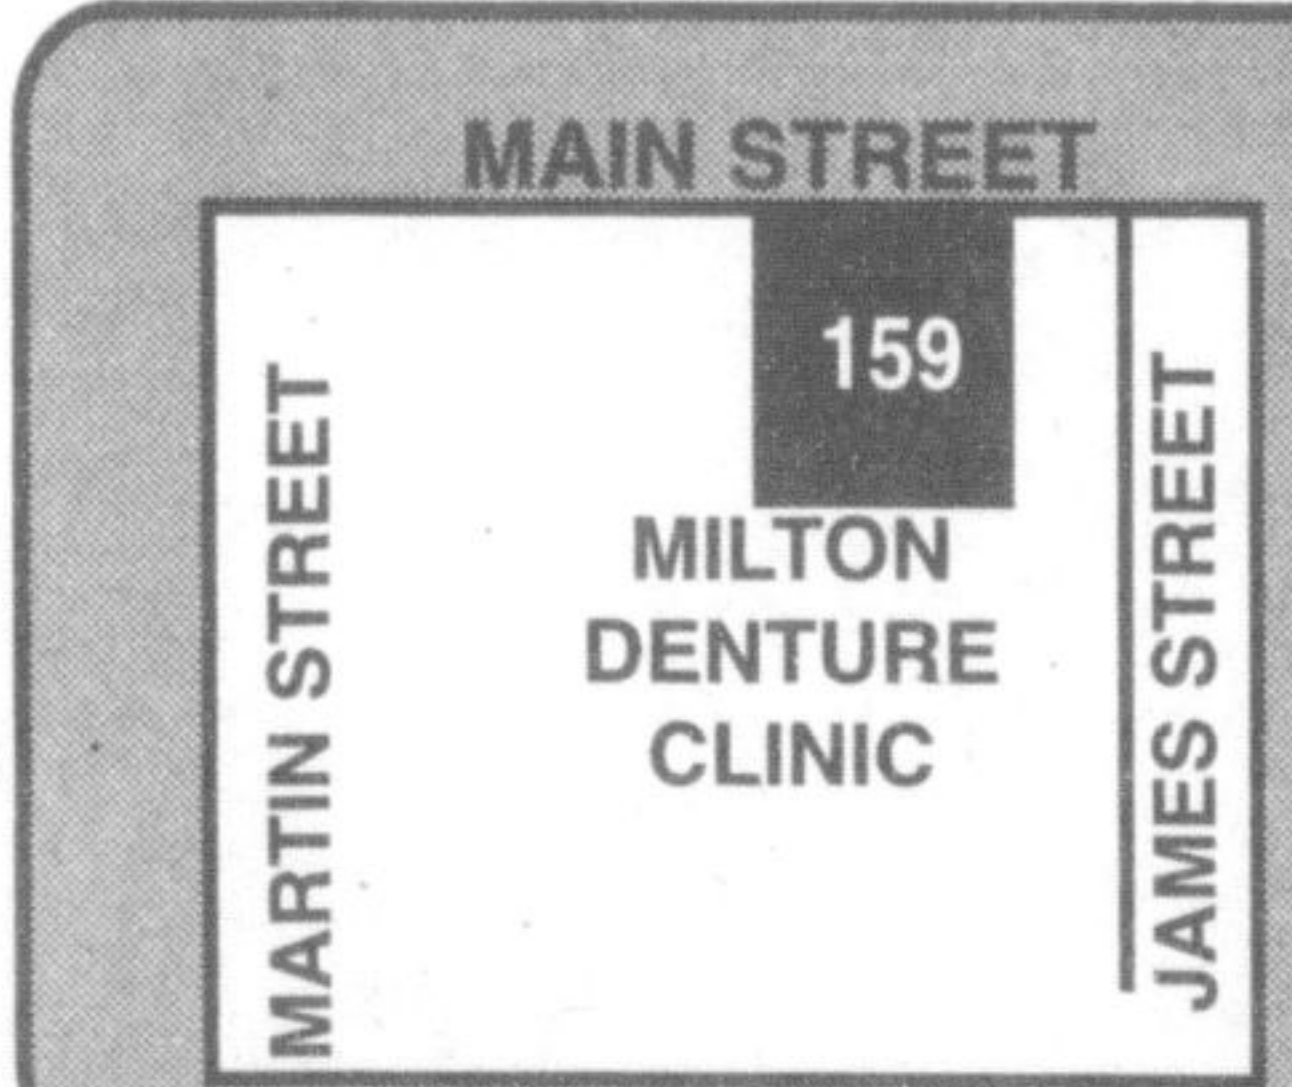 MAIN STREET
159
MILTON
DENTURE
CLINIC
MARTIN STREET
JAMES STREET